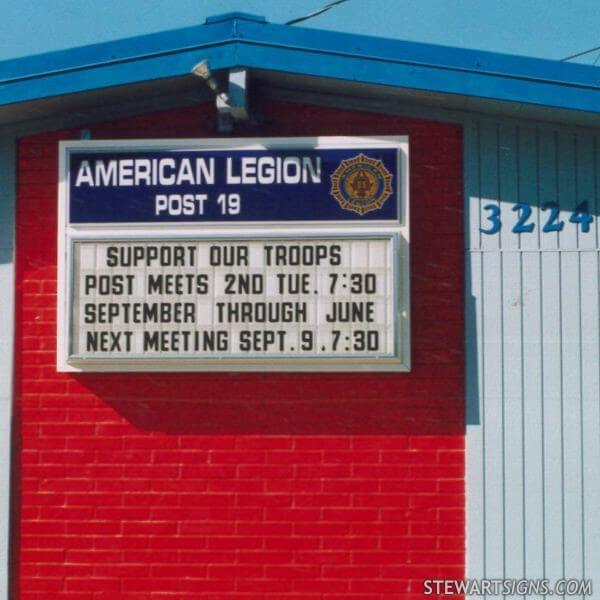 AMERICAN LEGION
POST 19
SUPPORT OUR TROOPS
POST MEETS 2ND TUE. 7:30
SEPTEMBER THROUGH JUNE
NEXT MEETING SEPT. 9 . 7:30
3224
STEWARTSIGNS.COM